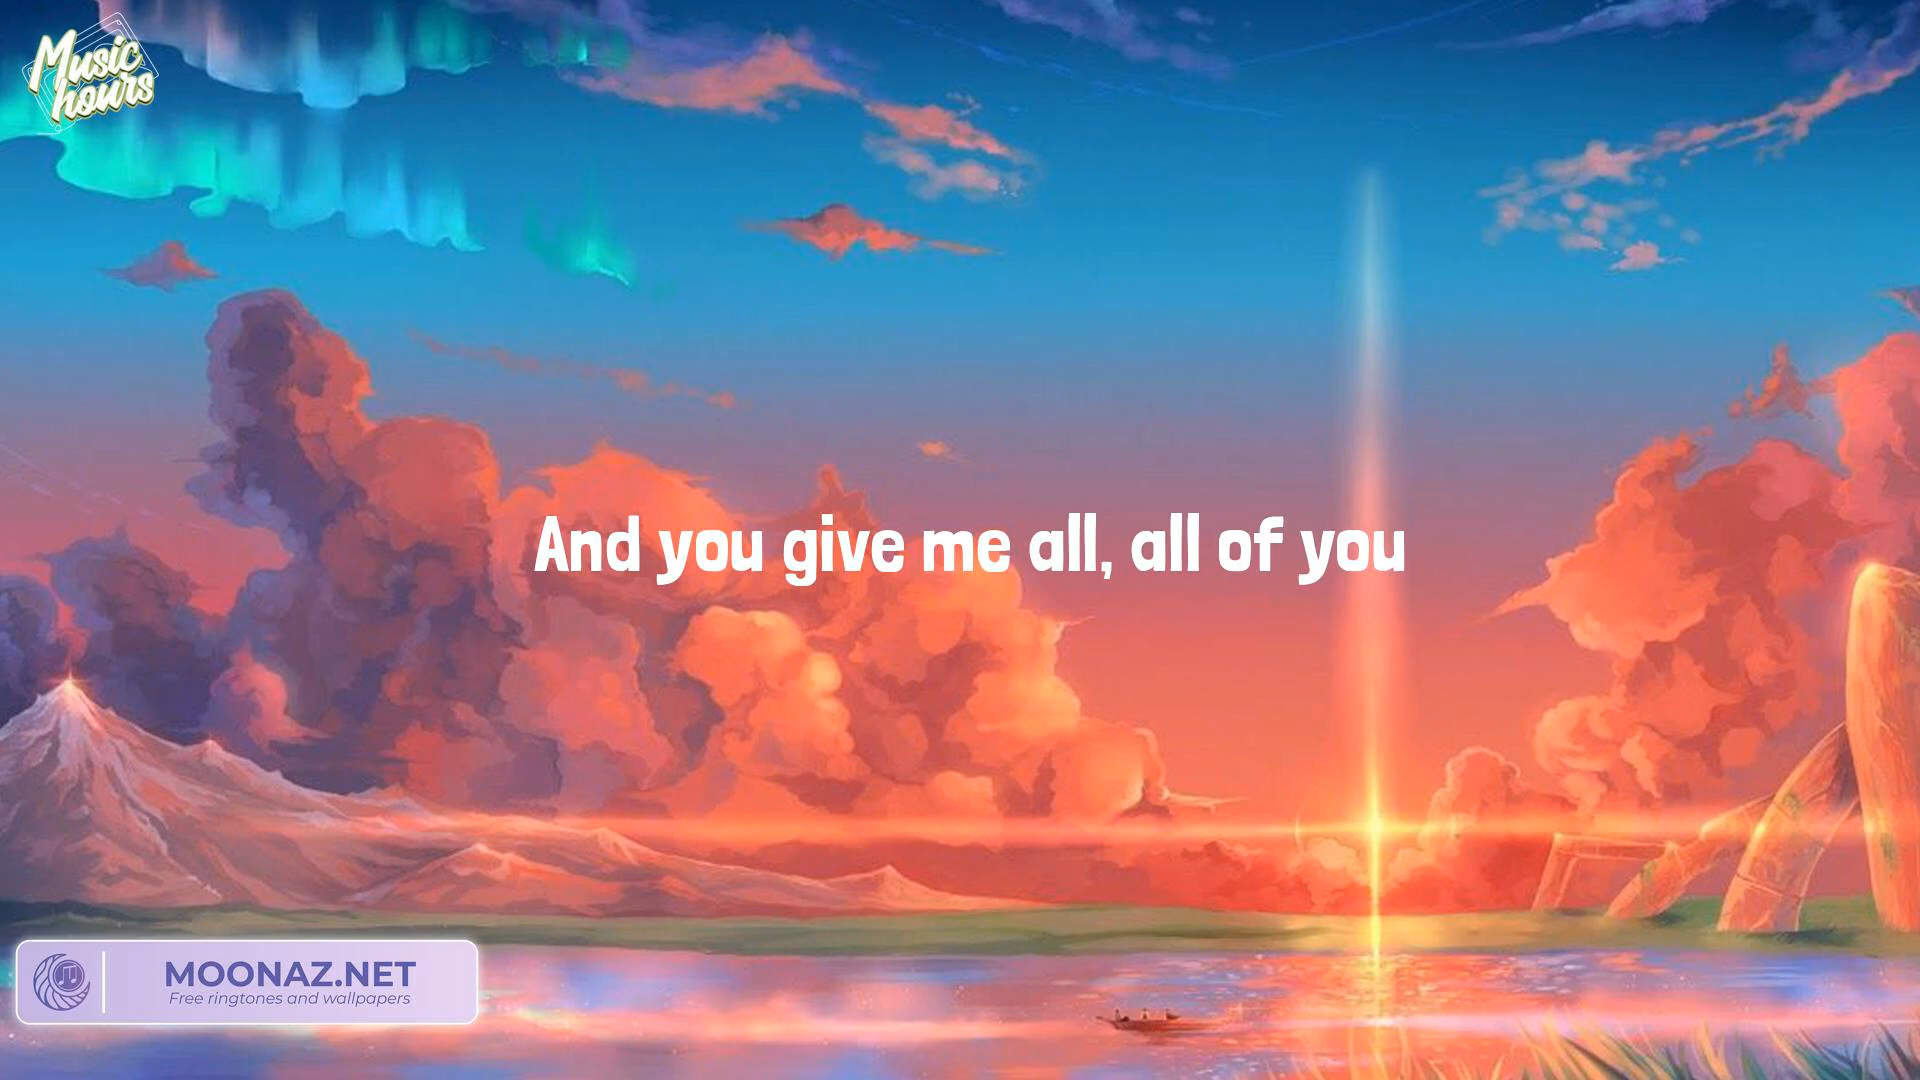 Music
hours
And you give me all, all of you
MOONAZ.NET
Free ringtones and wallpapers